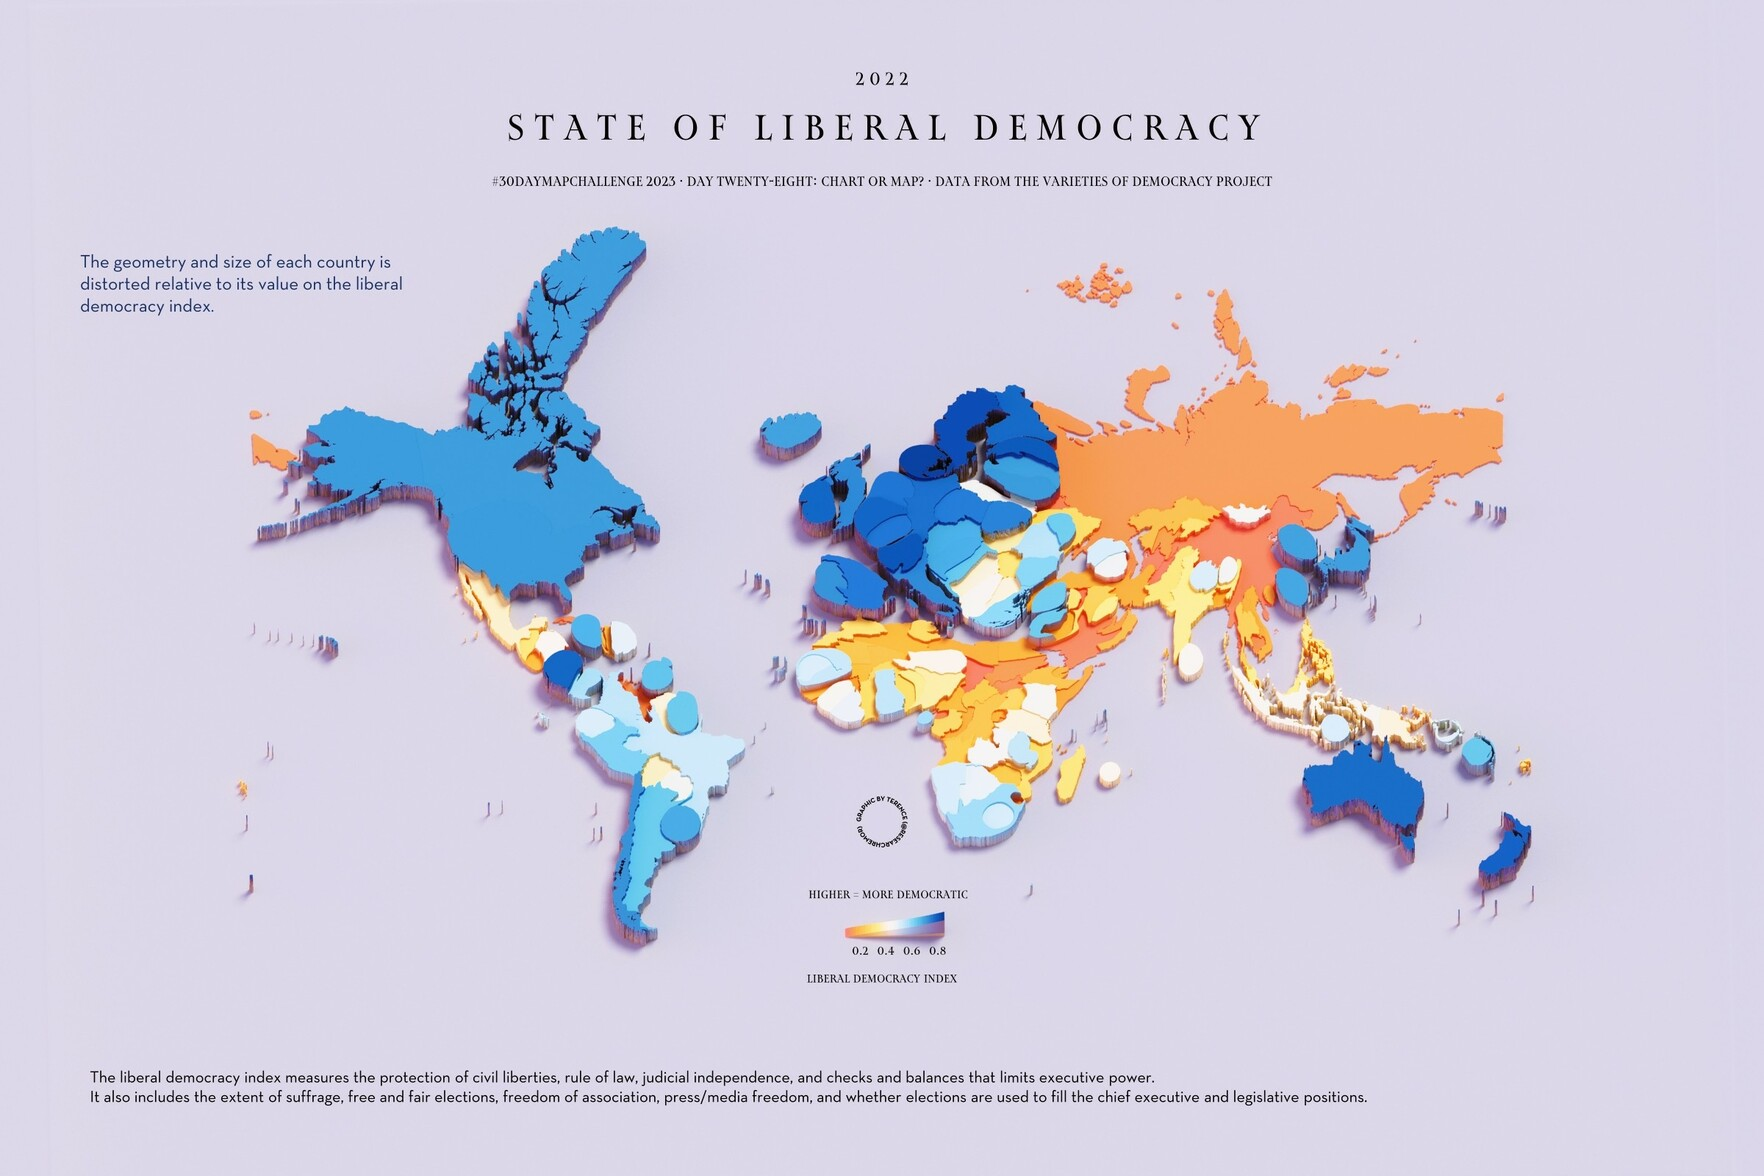 2022
STATE OF LIBERAL DEMOCRACY
#30DAYMAPCHALLENGE 2023 · DAY TWENTY-EIGHT: CHART OR MAP? · DATA FROM THE VARIETIES OF DEMOCRACY PROJECT
The geometry and size of each country is
distorted relative to its value on the liberal
democracy index.
GRAPHIC BY TERENCE (@RESEARCHREMORA)
HIGHER = MORE DEMOCRATIC
0.2 0.4 0.6 0.8
LIBERAL DEMOCRACY INDEX
The liberal democracy index measures the protection of civil liberties, rule of law, judicial independence, and checks and balances that limits executive power.
It also includes the extent of suffrage, free and fair elections, freedom of association, press/media freedom, and whether elections are used to fill the chief executive and legislative positions.